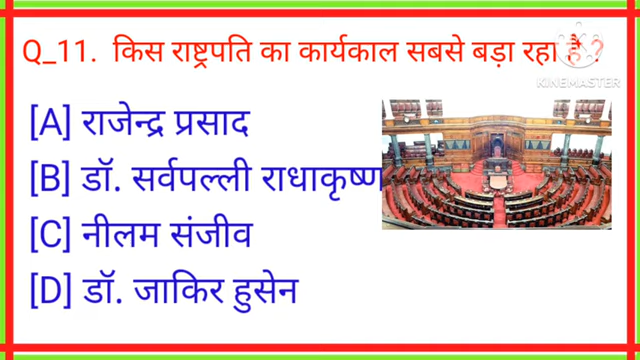 Q_11. किस राष्ट्रपति का कार्यकाल सबसे बड़ा रहा है ?
KINEMASTER
[A] राजेन्द्र प्रसाद
[B] डॉ. सर्वपल्ली राधाकृष्ण
[C] नीलम संजीव
[D] डॉ. जाकिर हुसेन